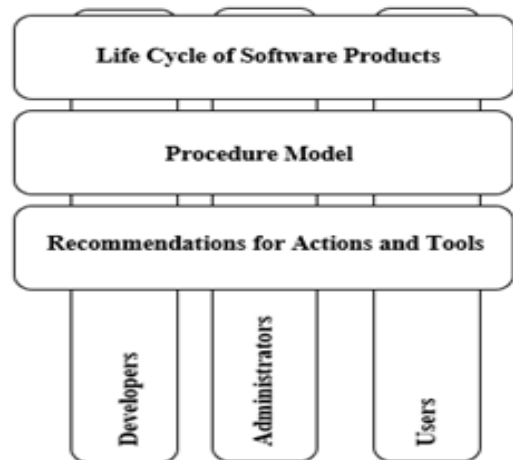 Life Cycle of Software Products
Procedure Model
Recommendations for Actions and Tools
Developers
Administrators
Users